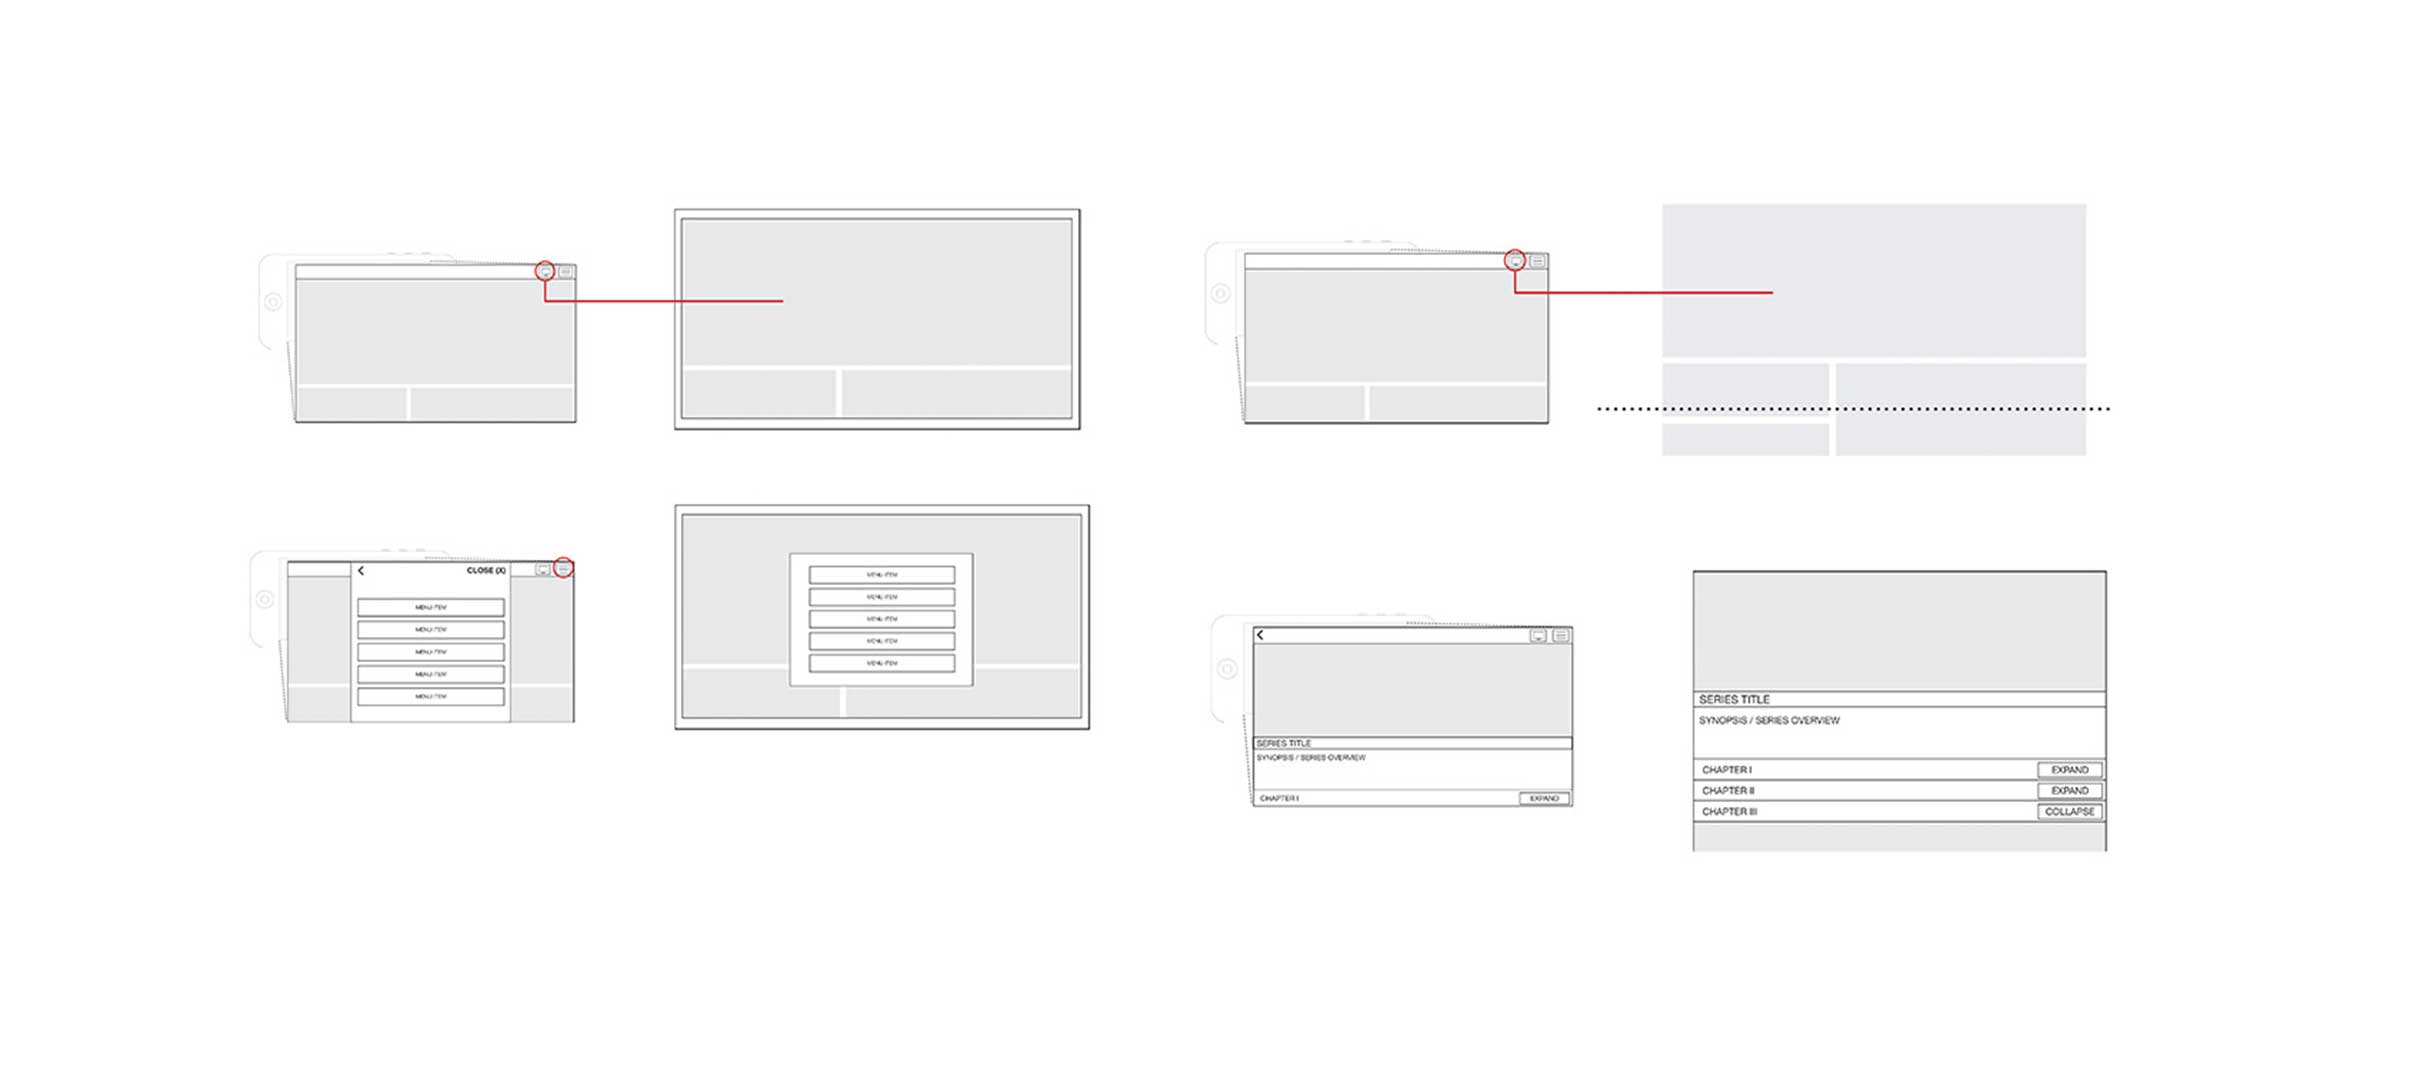 CLOSE (X)
MENU ITEM
MENU ITEM
MENU ITEM
MENU ITEM
MENU ITEM
MENU ITEM
MENU ITEM
MENU ITEM
MENU ITEM
MENU ITEM
SERIES TITLE
SYNOPSIS / SERIES OVERVIEW
CHAPTER I EXPAND
SERIES TITLE
SYNOPSIS / SERIES OVERVIEW
CHAPTER I EXPAND
CHAPTER II EXPAND
CHAPTER III COLLAPSE